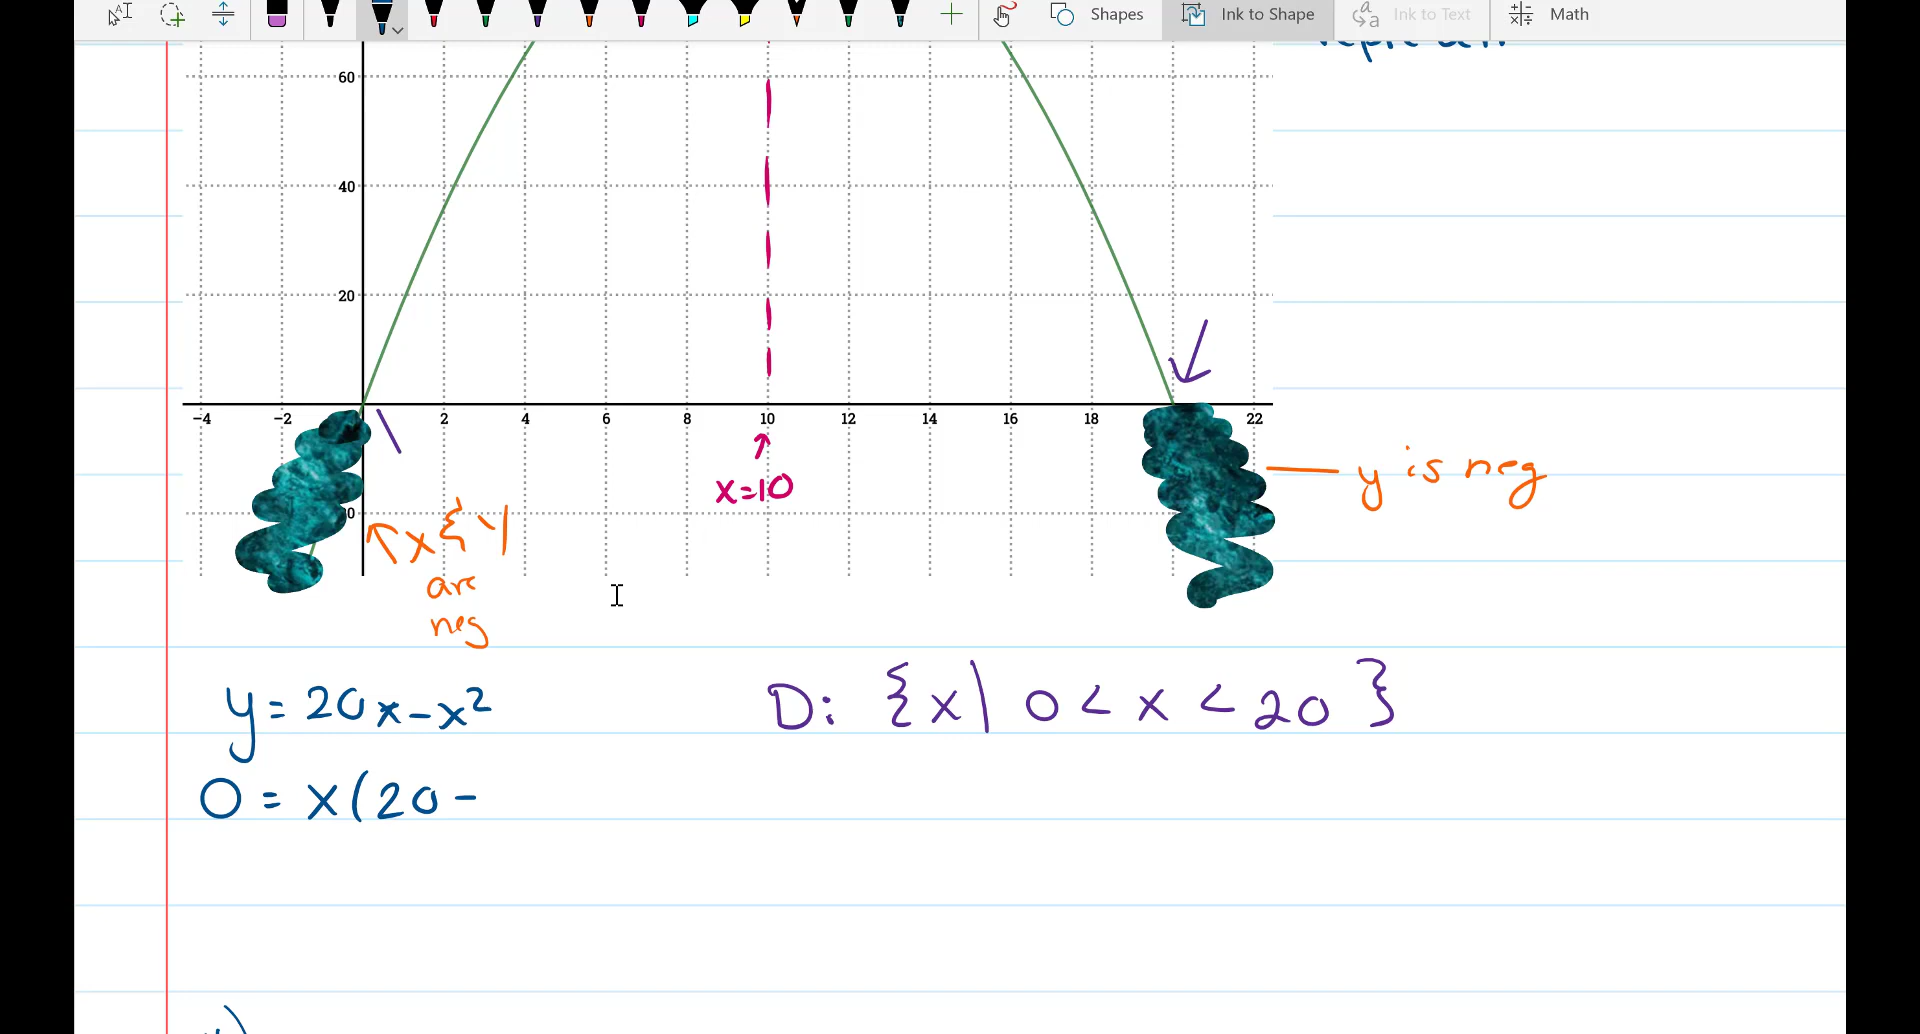 Shapes Ink to Shape Ink to Text Math
60
40
20
-4 -2 2 4 6 8 10 12 14 16 18 22
x=10
y is neg
x & y
are
neg
y = 20x - x²
D: {x| 0 < x < 20 }
0 = x(20 -